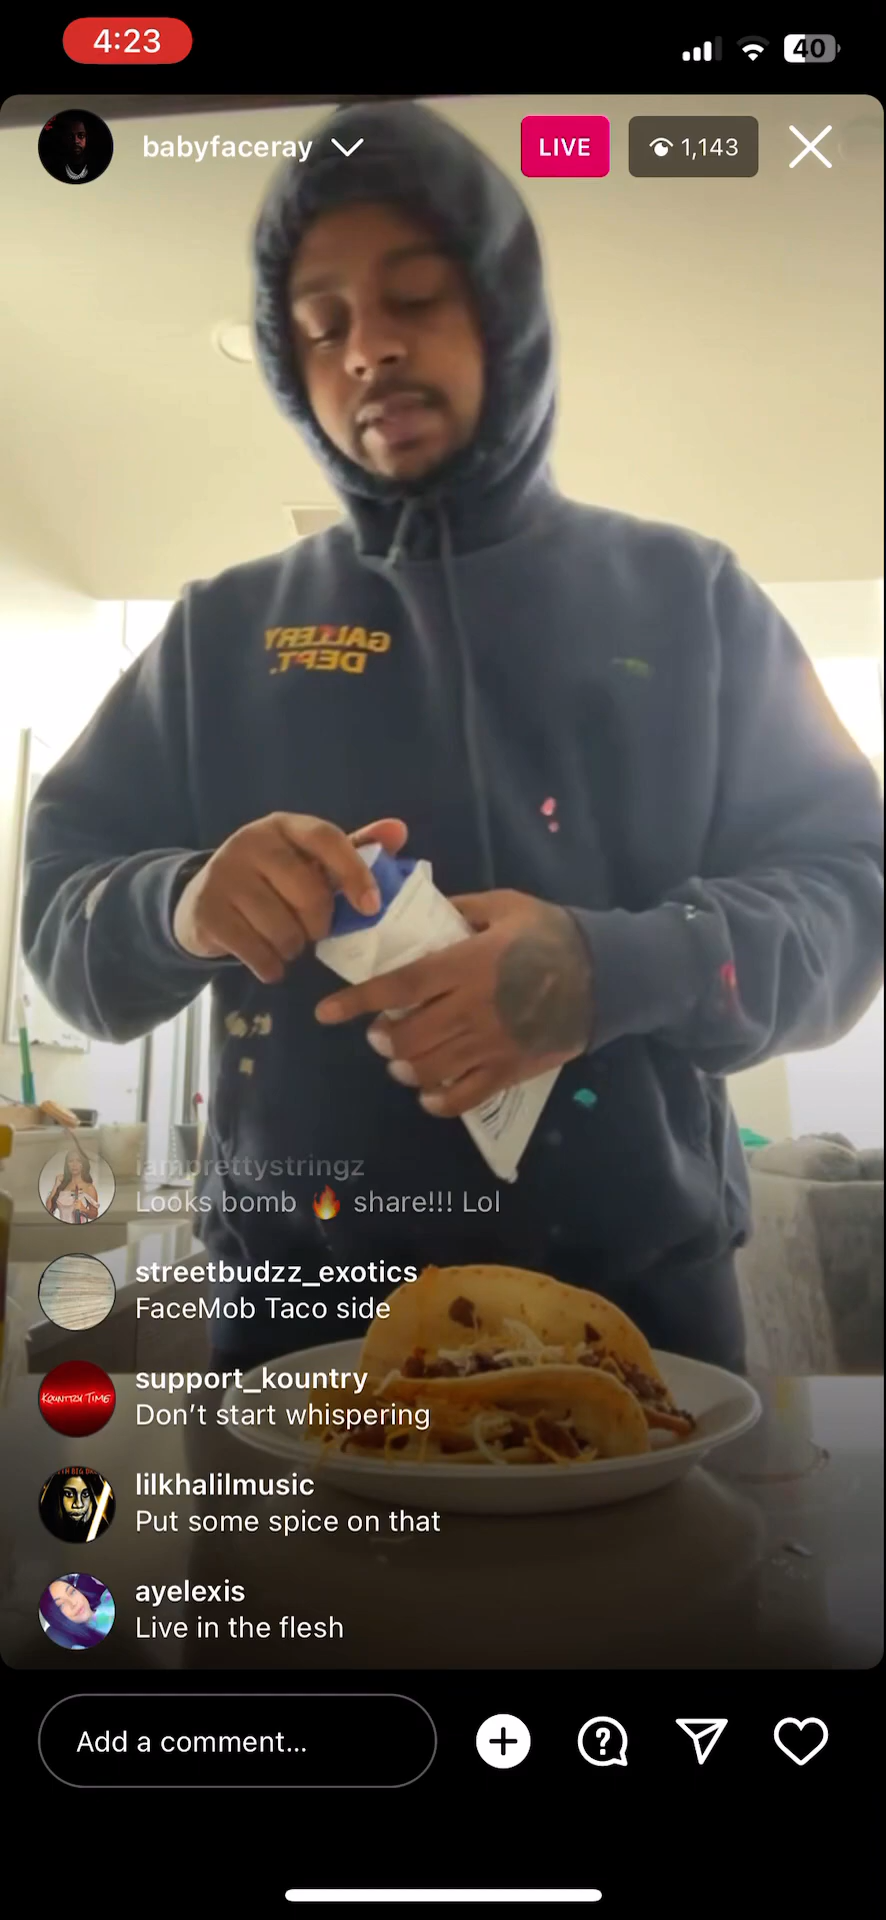 4:23
40
babyfaceray
LIVE
1,143
GALLERY
DEPT.
iamprettystringz
Looks bomb 🔥 share!!! Lol
streetbudzz_exotics
FaceMob Taco side
support_kountry
KOUNTRY TIME
Don’t start whispering
lilkhalilmusic
Put some spice on that
ayelexis
Live in the flesh
Add a comment...